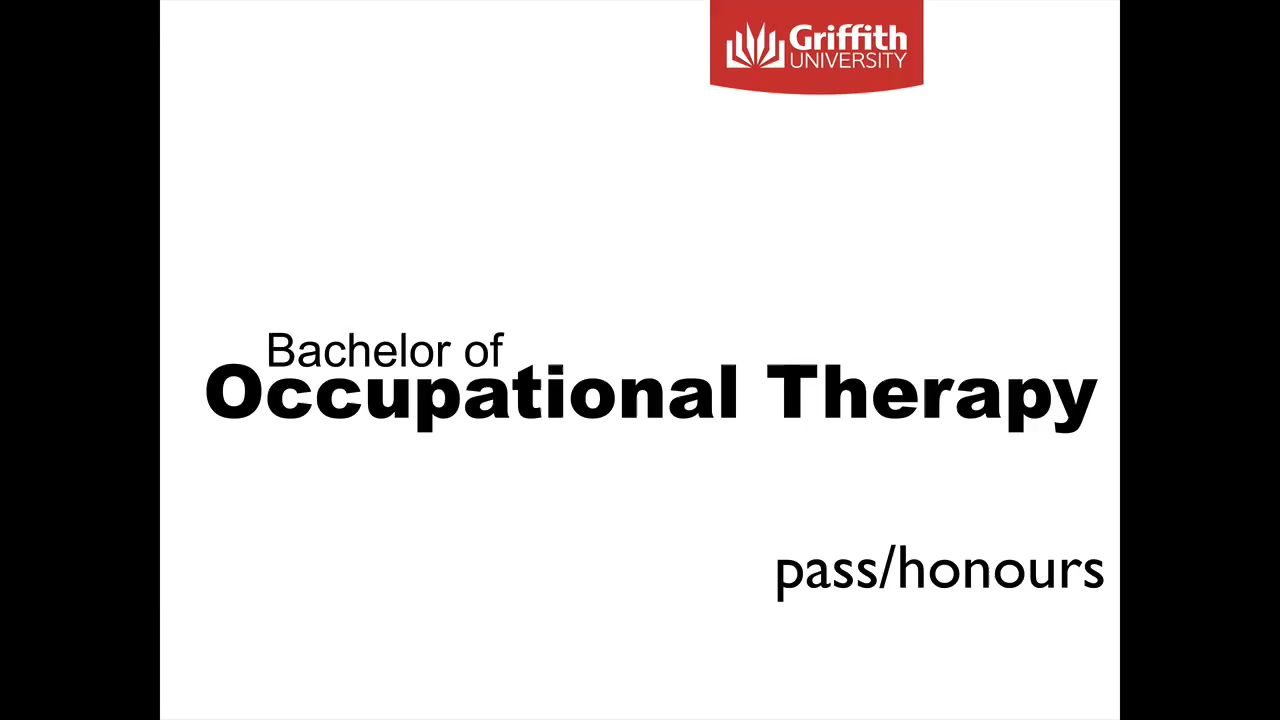 Griffith
UNIVERSITY
Bachelor of
Occupational Therapy
pass/honours